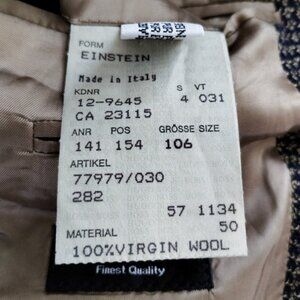 FORM
EINSTEIN
Made in Italy
KDNR S VT
12-9645 4 031
CA 23115
ANR POS GRÖSSE SIZE
141 154 106
ARTIKEL
77979/030
282
57 1134
MATERIAL 50
100%VIRGIN WOOL
Finest Quality